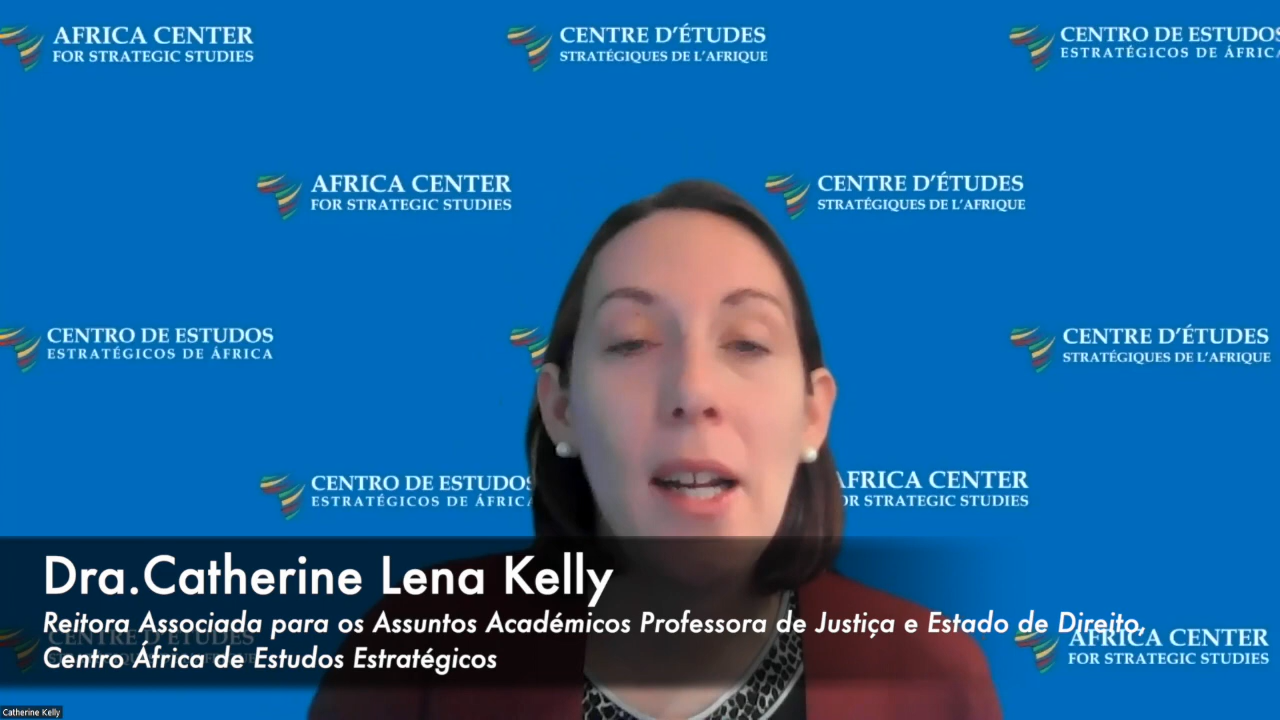 AFRICA CENTER
FOR STRATEGIC STUDIES
CENTRE D'ÉTUDES
STRATÉGIQUES DE L'AFRIQUE
CENTRO DE ESTUDOS
ESTRATÉGICOS DE ÁFRICA
AFRICA CENTER
FOR STRATEGIC STUDIES
CENTRE D'ÉTUDES
STRATÉGIQUES DE L'AFRIQUE
CENTRO DE ESTUDOS
ESTRATÉGICOS DE ÁFRICA
CENTRE D'ÉTUDES
STRATÉGIQUES DE L'AFRIQUE
CENTRO DE ESTUDOS
ESTRATÉGICOS DE ÁFRICA
AFRICA CENTER
FOR STRATEGIC STUDIES
Dra.Catherine Lena Kelly
Reitora Associada para os Assuntos Académicos Professora de Justiça e Estado de Direito,
Centro África de Estudos Estratégicos
CENTRE D'ÉTUDES
AFRICA CENTER
FOR STRATEGIC STUDIES
Catherine Kelly